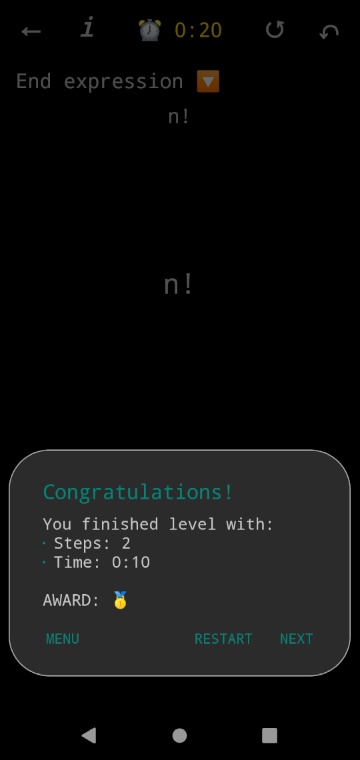 ← i ⏰ 0:20 ↺ ↶
End expression 🔽
n!
n!
Congratulations!
You finished level with:
· Steps: 2
· Time: 0:10
AWARD: 🥇
MENU RESTART NEXT